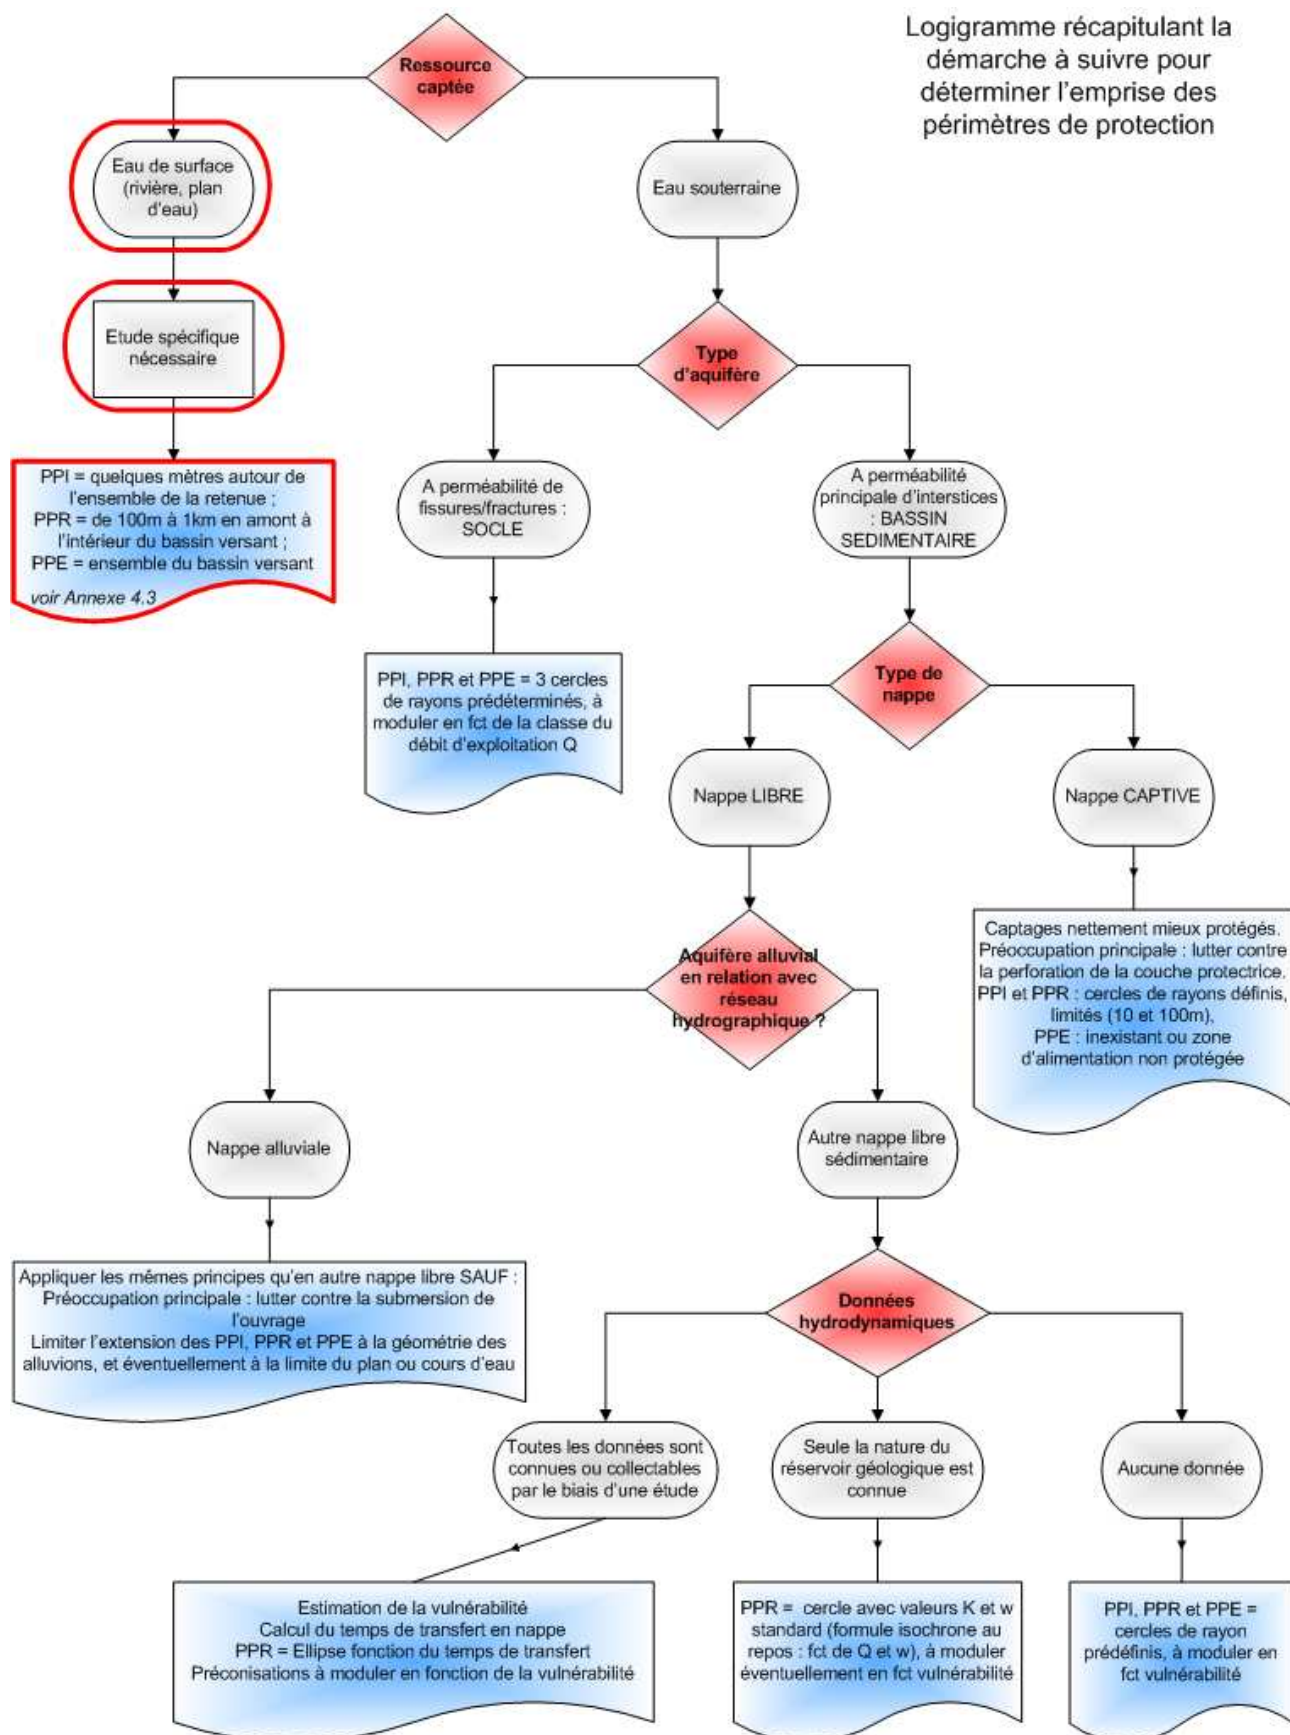 Logigramme récapitulant la
démarche à suivre pour
déterminer l'emprise des
périmètres de protection
Ressource
captée
Eau de surface
(rivière, plan
d'eau)
Eau souterraine
Etude spécifique
nécessaire
Type
d'aquifère
PPI = quelques mètres autour de
l'ensemble de la retenue ;
PPR = de 100m à 1km en amont à
l'intérieur du bassin versant ;
PPE = ensemble du bassin versant
voir Annexe 4.3
A perméabilité de
fissures/fractures :
SOCLE
A perméabilité
principale d'interstices
: BASSIN
SEDIMENTAIRE
PPI, PPR et PPE = 3 cercles
de rayons prédéterminés, à
moduler en fct de la classe du
débit d'exploitation Q
Type de
nappe
Nappe LIBRE
Nappe CAPTIVE
Aquifère alluvial
en relation avec
réseau
hydrographique ?
Captages nettement mieux protégés.
Préoccupation principale : lutter contre
la perforation de la couche protectrice.
PPI et PPR : cercles de rayons définis,
limités (10 et 100m),
PPE : inexistant ou zone
d'alimentation non protégée
Nappe alluviale
Autre nappe libre
sédimentaire
Appliquer les mêmes principes qu'en autre nappe libre SAUF :
Préoccupation principale : lutter contre la submersion de
l'ouvrage
Limiter l'extension des PPI, PPR et PPE à la géométrie des
alluvions, et éventuellement à la limite du plan ou cours d'eau
Données
hydrodynamiques
Toutes les données sont
connues ou collectables
par le biais d'une étude
Seule la nature du
réservoir géologique est
connue
Aucune donnée
Estimation de la vulnérabilité
Calcul du temps de transfert en nappe
PPR = Ellipse fonction du temps de transfert
Préconisations à moduler en fonction de la vulnérabilité
PPR = cercle avec valeurs K et w
standard (formule isochrone au
repos : fct de Q et w), à moduler
éventuellement en fct vulnérabilité
PPI, PPR et PPE =
cercles de rayon
prédéfinis, à moduler en
fct vulnérabilité